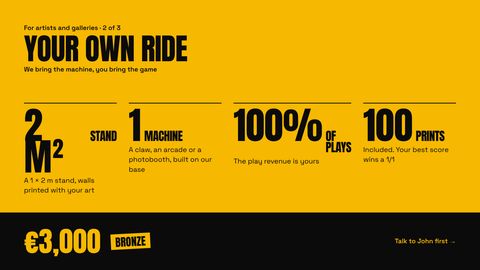 For artists and galleries · 2 of 3
YOUR OWN RIDE
We bring the machine, you bring the game
2 M² STAND
A 1 × 2 m stand, walls
printed with your art
1 MACHINE
A claw, an arcade or a
photobooth, built on our
base
100% OF PLAYS
The play revenue is yours
100 PRINTS
Included. Your best score
wins a 1/1
€3,000 BRONZE
Talk to John first →